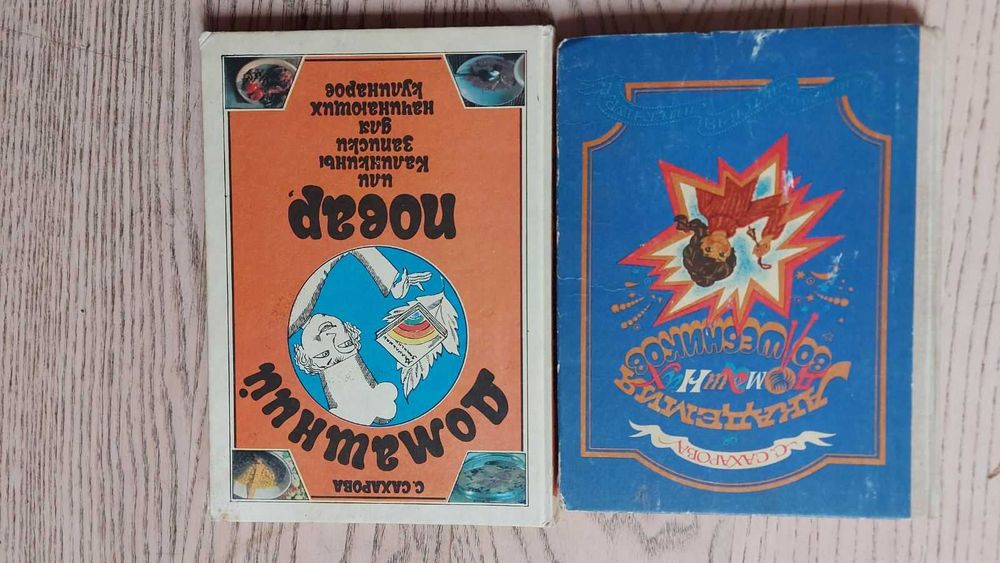 С. САХАРОВА
Домашний
повар,
или
Калинкины
Записки
для
начинающих
кулинаров
С. САХАРОВА
АКАДЕМИЯ
ДОМАШНИХ
ВОЛШЕБНИКОВ